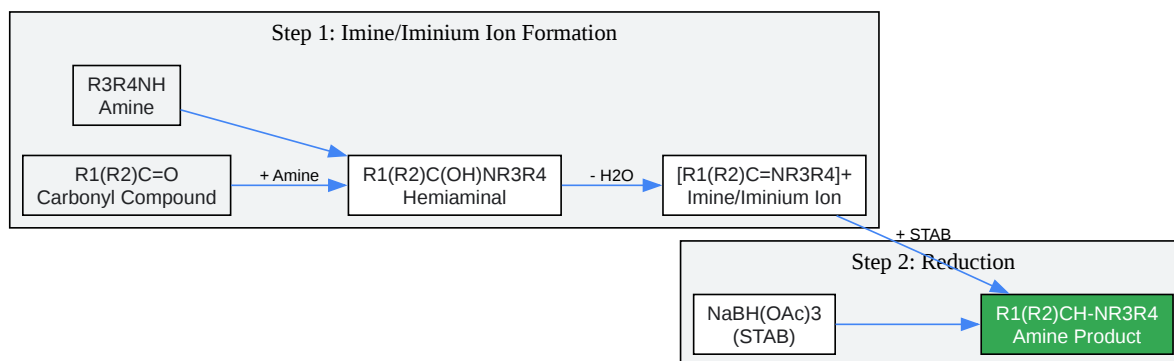 Step 1: Imine/Iminium Ion Formation
R3R4NH
Amine
R1(R2)C=O
Carbonyl Compound
+ Amine
R1(R2)C(OH)NR3R4
Hemiaminal
- H2O
[R1(R2)C=NR3R4]+
Imine/Iminium Ion
+ STAB
Step 2: Reduction
NaBH(OAc)3
(STAB)
R1(R2)CH-NR3R4
Amine Product